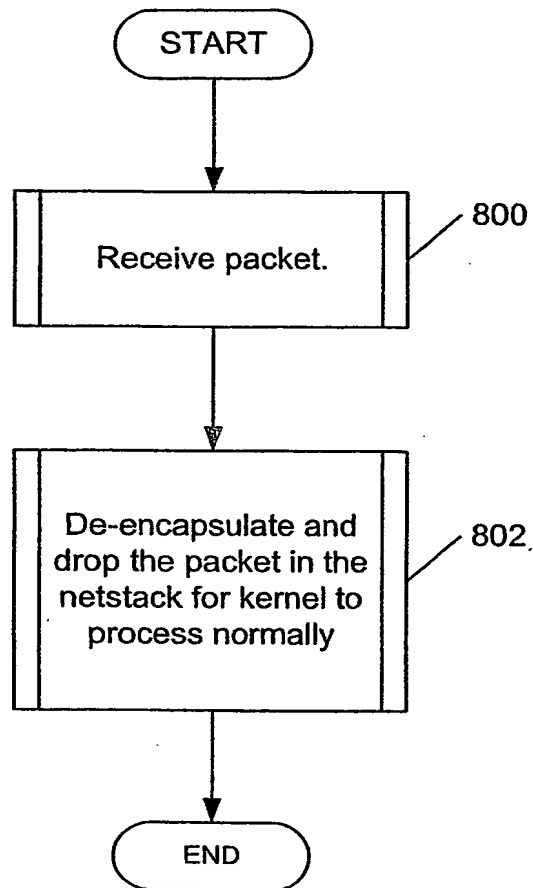 START
Receive packet.
800
De-encapsulate and
drop the packet in the
netstack for kernel to
process normally
802
END